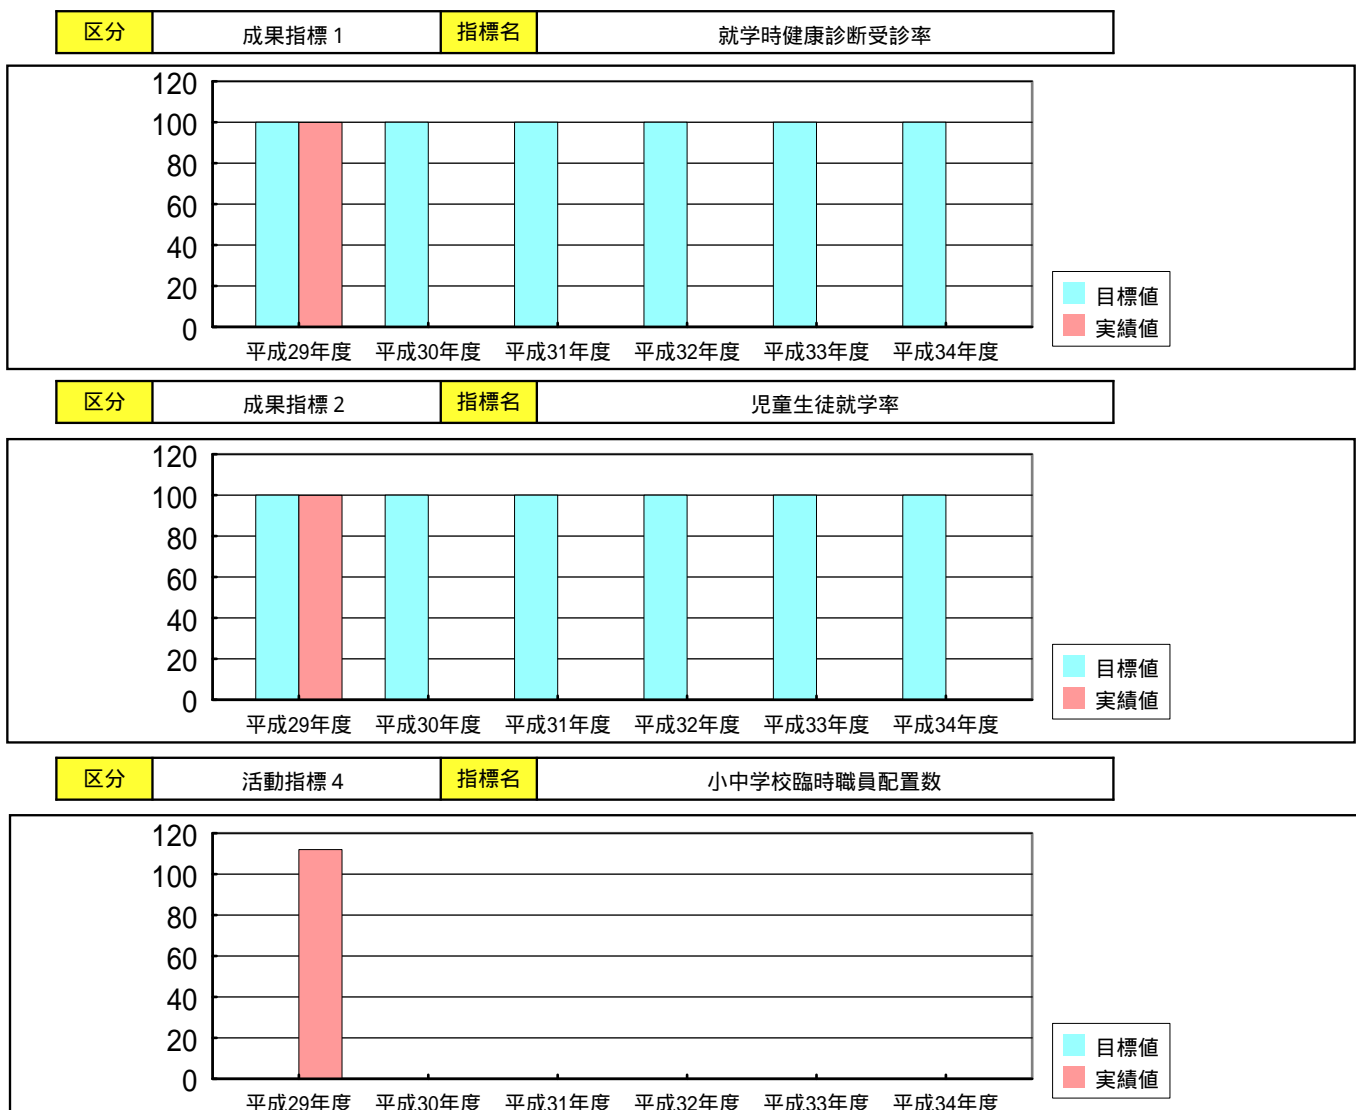 区分 成果指標１ 指標名 就学時健康診断受診率
120
100
80
60
40
20
0
平成29年度 平成30年度 平成31年度 平成32年度 平成33年度 平成34年度
目標値
実績値
区分 成果指標２ 指標名 児童生徒就学率
120
100
80
60
40
20
0
平成29年度 平成30年度 平成31年度 平成32年度 平成33年度 平成34年度
目標値
実績値
区分 活動指標４ 指標名 小中学校臨時職員配置数
120
100
80
60
40
20
0
平成29年度 平成30年度 平成31年度 平成32年度 平成33年度 平成34年度
目標値
実績値